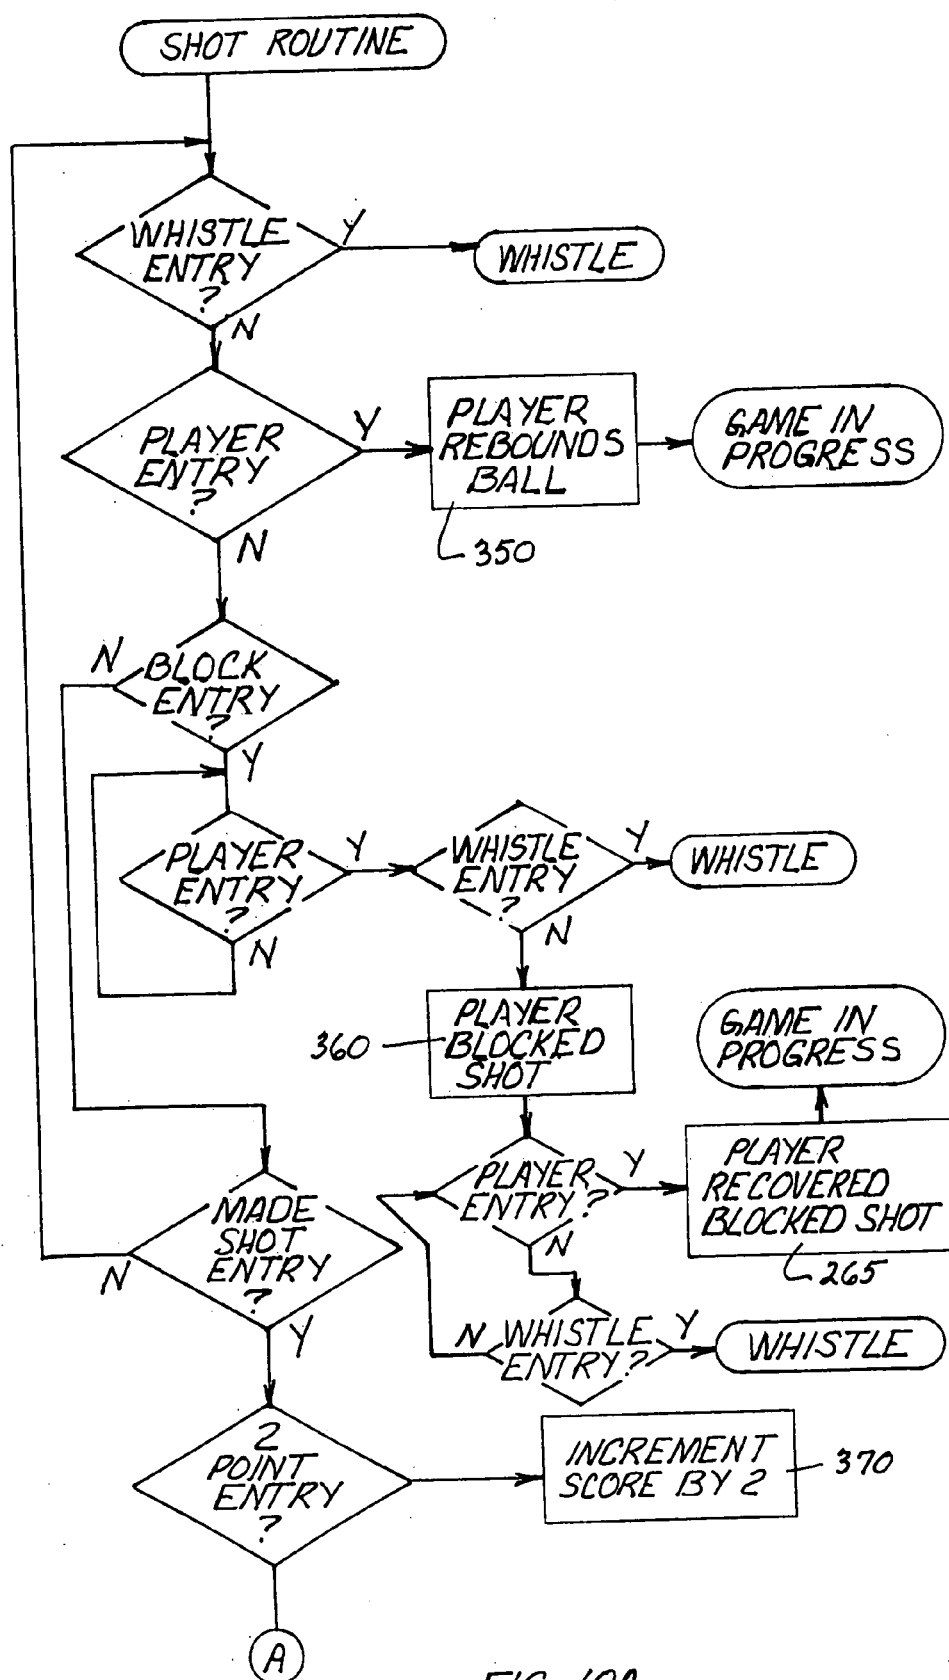 SHOT ROUTINE
WHISTLE
ENTRY
?
Y
WHISTLE
N
PLAYER
ENTRY
?
Y
PLAYER
REBOUNDS
BALL
350
GAME IN
PROGRESS
N
BLOCK
ENTRY
?
N
Y
PLAYER
ENTRY
?
Y
N
WHISTLE
ENTRY
?
Y
WHISTLE
N
360
PLAYER
BLOCKED
SHOT
GAME IN
PROGRESS
PLAYER
ENTRY?
Y
PLAYER
RECOVERED
BLOCKED SHOT
265
N
MADE
SHOT
ENTRY
?
N
Y
N
WHISTLE
ENTRY?
Y
WHISTLE
2
POINT
ENTRY
?
INCREMENT
SCORE BY 2
370
A